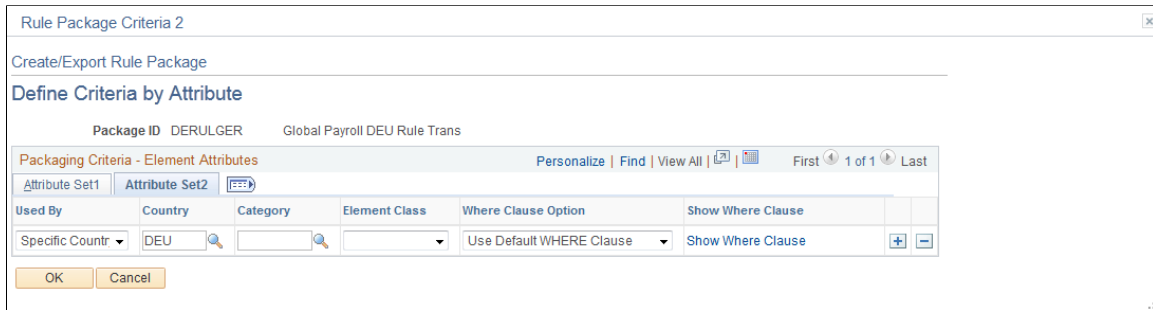 Rule Package Criteria 2
Create/Export Rule Package
Define Criteria by Attribute
Package ID DERULGER Global Payroll DEU Rule Trans
Packaging Criteria - Element Attributes Personalize | Find | View All | | First 1 of 1 Last
Attribute Set1 Attribute Set2
Used By Country Category Element Class Where Clause Option Show Where Clause
Specific Countr DEU Use Default WHERE Clause Show Where Clause
OK Cancel